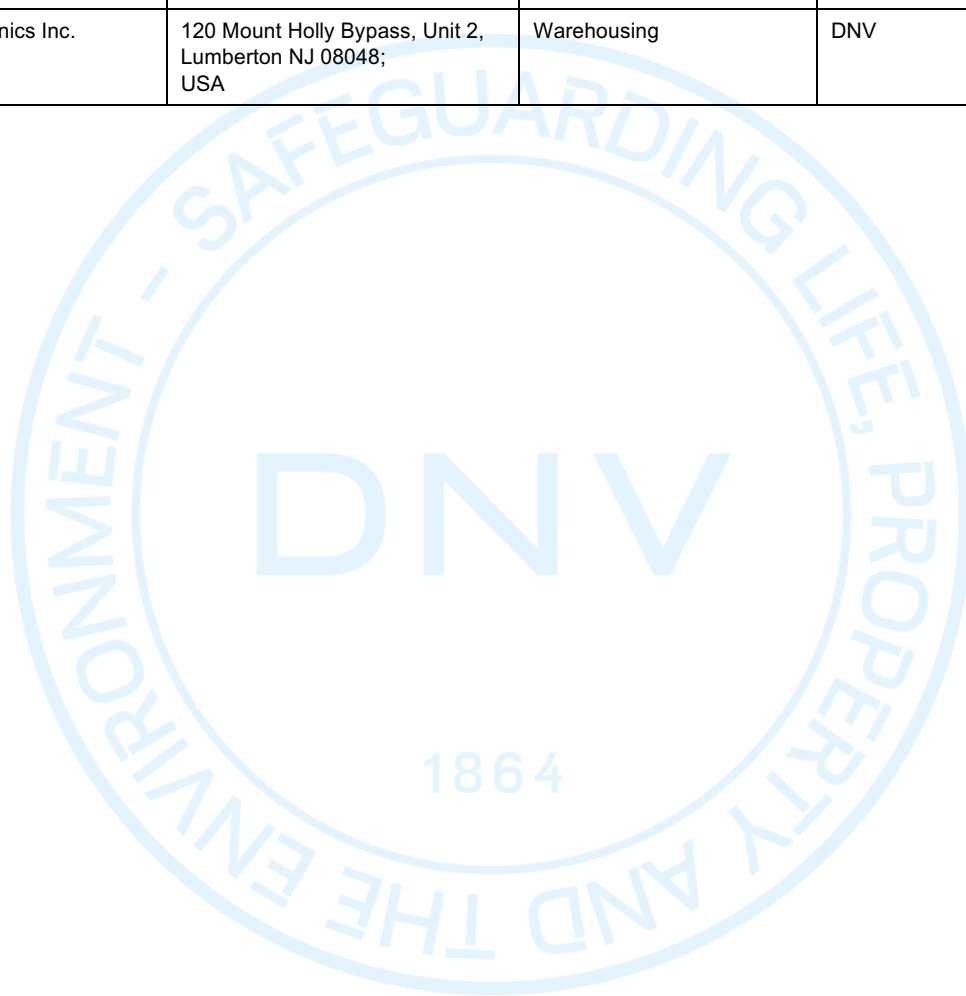 nics Inc.
120 Mount Holly Bypass, Unit 2,
Lumberton NJ 08048;
USA
Warehousing
DNV
SAFEGUARDING LIFE, PROPERTY AND THE ENVIRONMENT -
DNV
1864